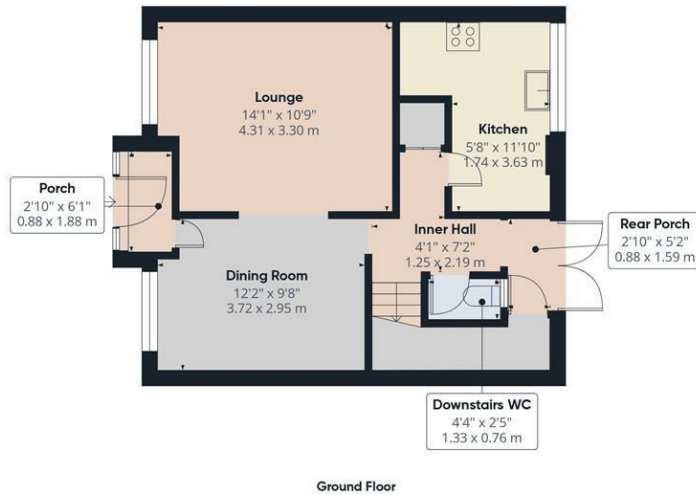 Lounge
14'1" x 10'9"
4.31 x 3.30 m
Kitchen
5'8" x 11'10"
1.74 x 3.63 m
Porch
2'10" x 6'1"
0.88 x 1.88 m
Inner Hall
4'1" x 7'2"
1.25 x 2.19 m
Rear Porch
2'10" x 5'2"
0.88 x 1.59 m
Dining Room
12'2" x 9'8"
3.72 x 2.95 m
Downstairs WC
4'4" x 2'5"
1.33 x 0.76 m
Ground Floor